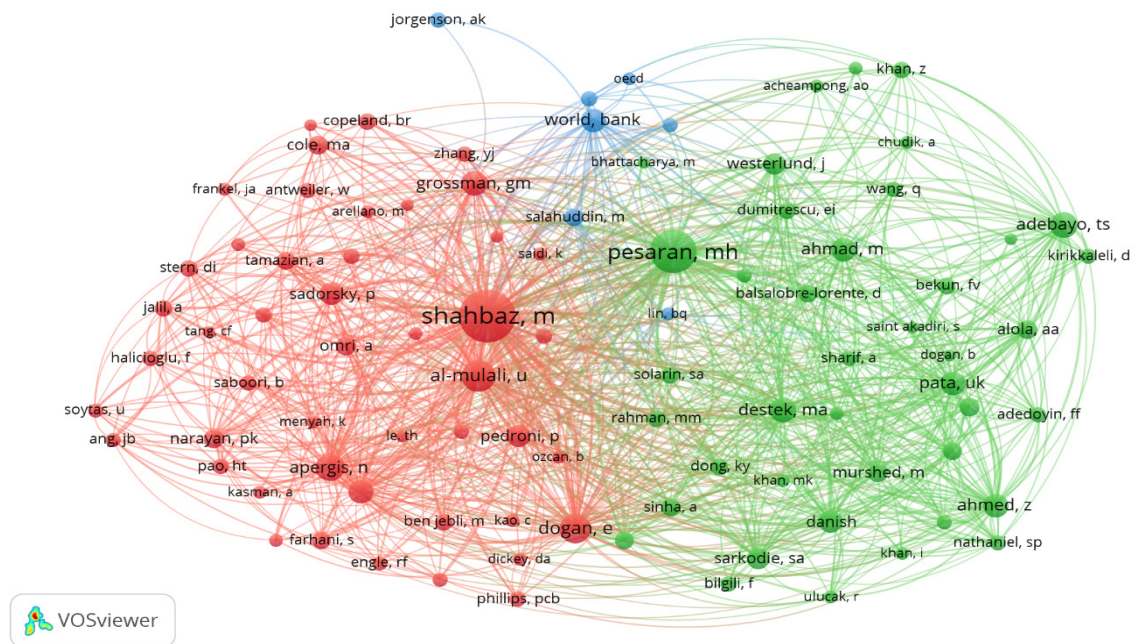 jorgenson, ak
oecd
khan, z
acheampong, ao
copeland, br
world, bank
cole, ma
chudik, a
zhang, yj
bhattacharya, m
westerlund, j
grossman, gm
frankel, ja
antweiler, w
wang, q
arellano, m
salahuddin, m
dumitrescu, ei
adebayo, ts
pesaran, mh
ahmad, m
saidi, k
kirikkaleli, d
stern, di
tamazian, a
bekun, fv
sadorsky, p
balsalobre-lorente, d
jalil, a
shahbaz, m
lin, bq
tang, cf
saint akadiri, s
alola, aa
omri, a
halicioglu, f
sharif, a
dogan, b
al-mulali, u
solarin, sa
saboori, b
pata, uk
soytas, u
destek, ma
adedoyin, ff
menyah, k
rahman, mm
ang, jb
narayan, pk
le, th
pedroni, p
ozcan, b
pao, ht
apergis, n
dong, ky
murshed, m
khan, mk
kasman, a
sinha, a
ahmed, z
ben jebli, m
kao, c
dogan, e
danish
farhani, s
nathaniel, sp
engle, rf
dickey, da
sarkodie, sa
khan, i
bilgili, f
phillips, pcb
ulucak, r
VOSviewer